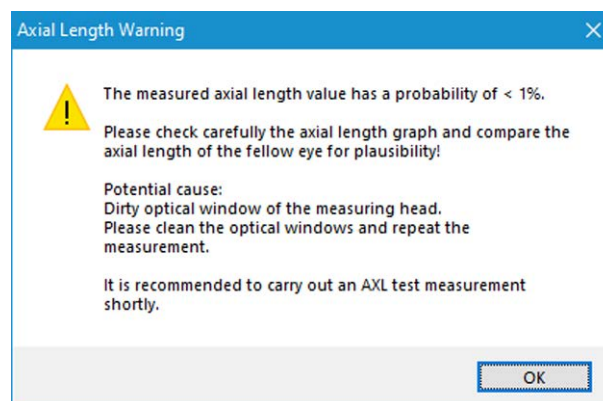 Axial Length Warning
The measured axial length value has a probability of < 1%.
Please check carefully the axial length graph and compare the
axial length of the fellow eye for plausibility!
Potential cause:
Dirty optical window of the measuring head.
Please clean the optical windows and repeat the
measurement.
It is recommended to carry out an AXL test measurement
shortly.
OK